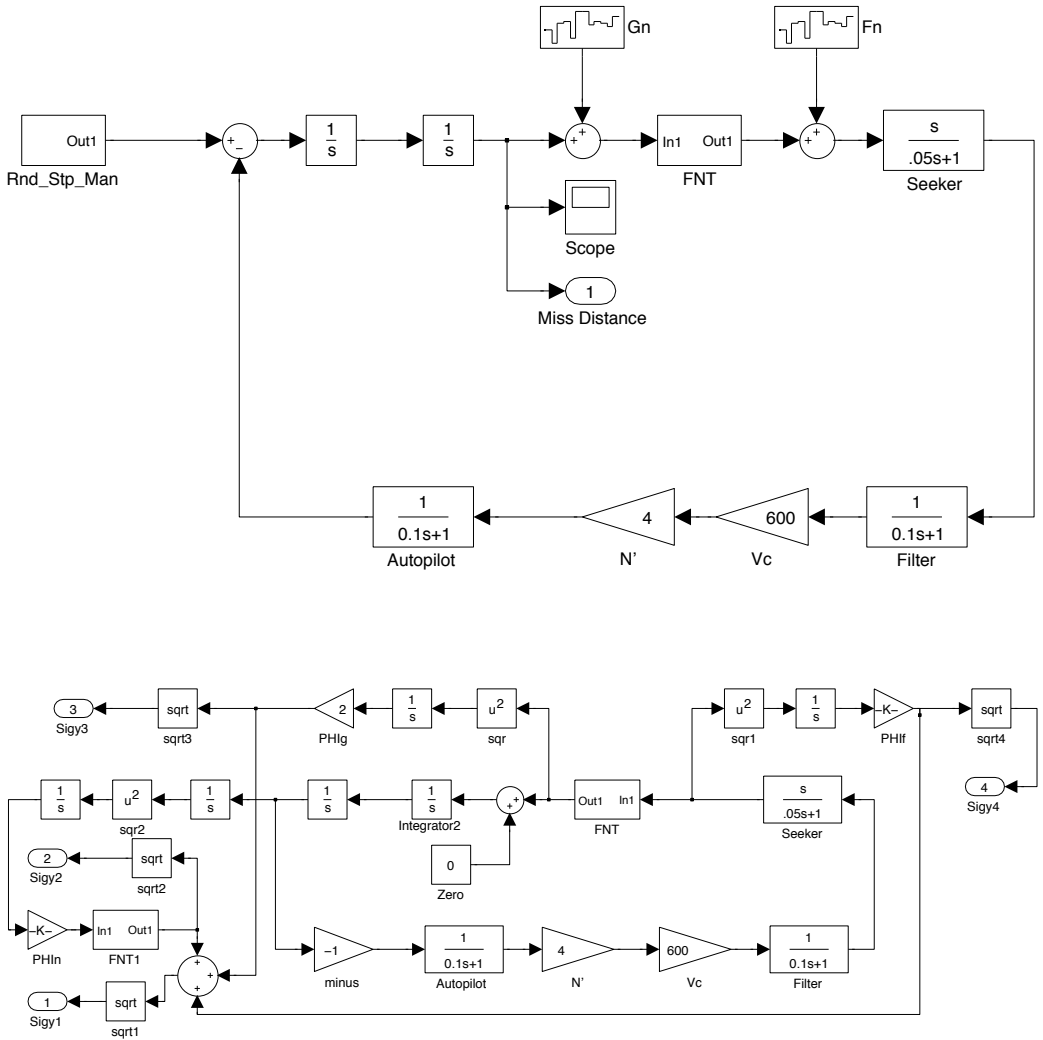 Gn
Fn
Out1
Rnd_Stp_Man
+
−
1
s
1
s
+
+
In1
Out1
FNT
+
+
s
.05s+1
Seeker
Scope
1
Miss Distance
1
0.1s+1
Autopilot
4
N’
600
Vc
1
0.1s+1
Filter
3
Sigy3
sqrt
sqrt3
2
PHIg
1
s
u²
sqr
u²
sqr1
1
s
−K−
PHIf
sqrt
sqrt4
4
Sigy4
1
s
u²
sqr2
1
s
1
s
1
s
Integrator2
+
+
Out1
In1
FNT
s
.05s+1
Seeker
2
Sigy2
sqrt
sqrt2
0
Zero
−K−
PHIn
In1
Out1
FNT1
+
+
+
−1
minus
1
0.1s+1
Autopilot
4
N’
600
Vc
1
0.1s+1
Filter
1
Sigy1
sqrt
sqrt1